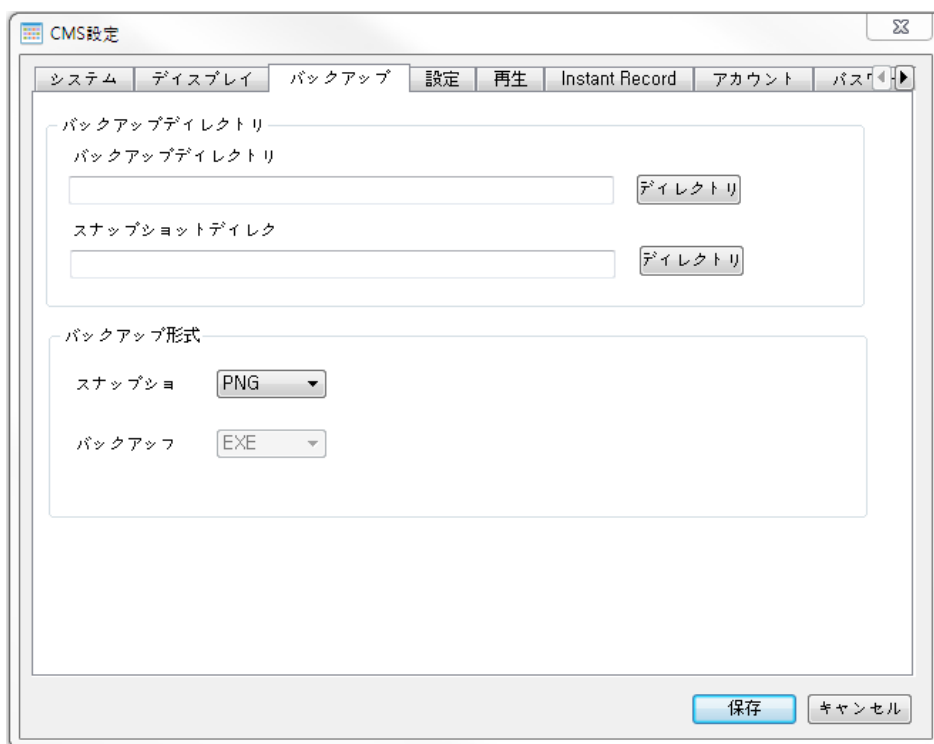 CMS設定
システム ディスプレイ バックアップ 設定 再生 Instant Record アカウント パスワ
バックアップディレクトリ
バックアップディレクトリ
ディレクトリ
スナップショットディレク
ディレクトリ
バックアップ形式
スナップショ PNG
バックアッフ EXE
保存 キャンセル